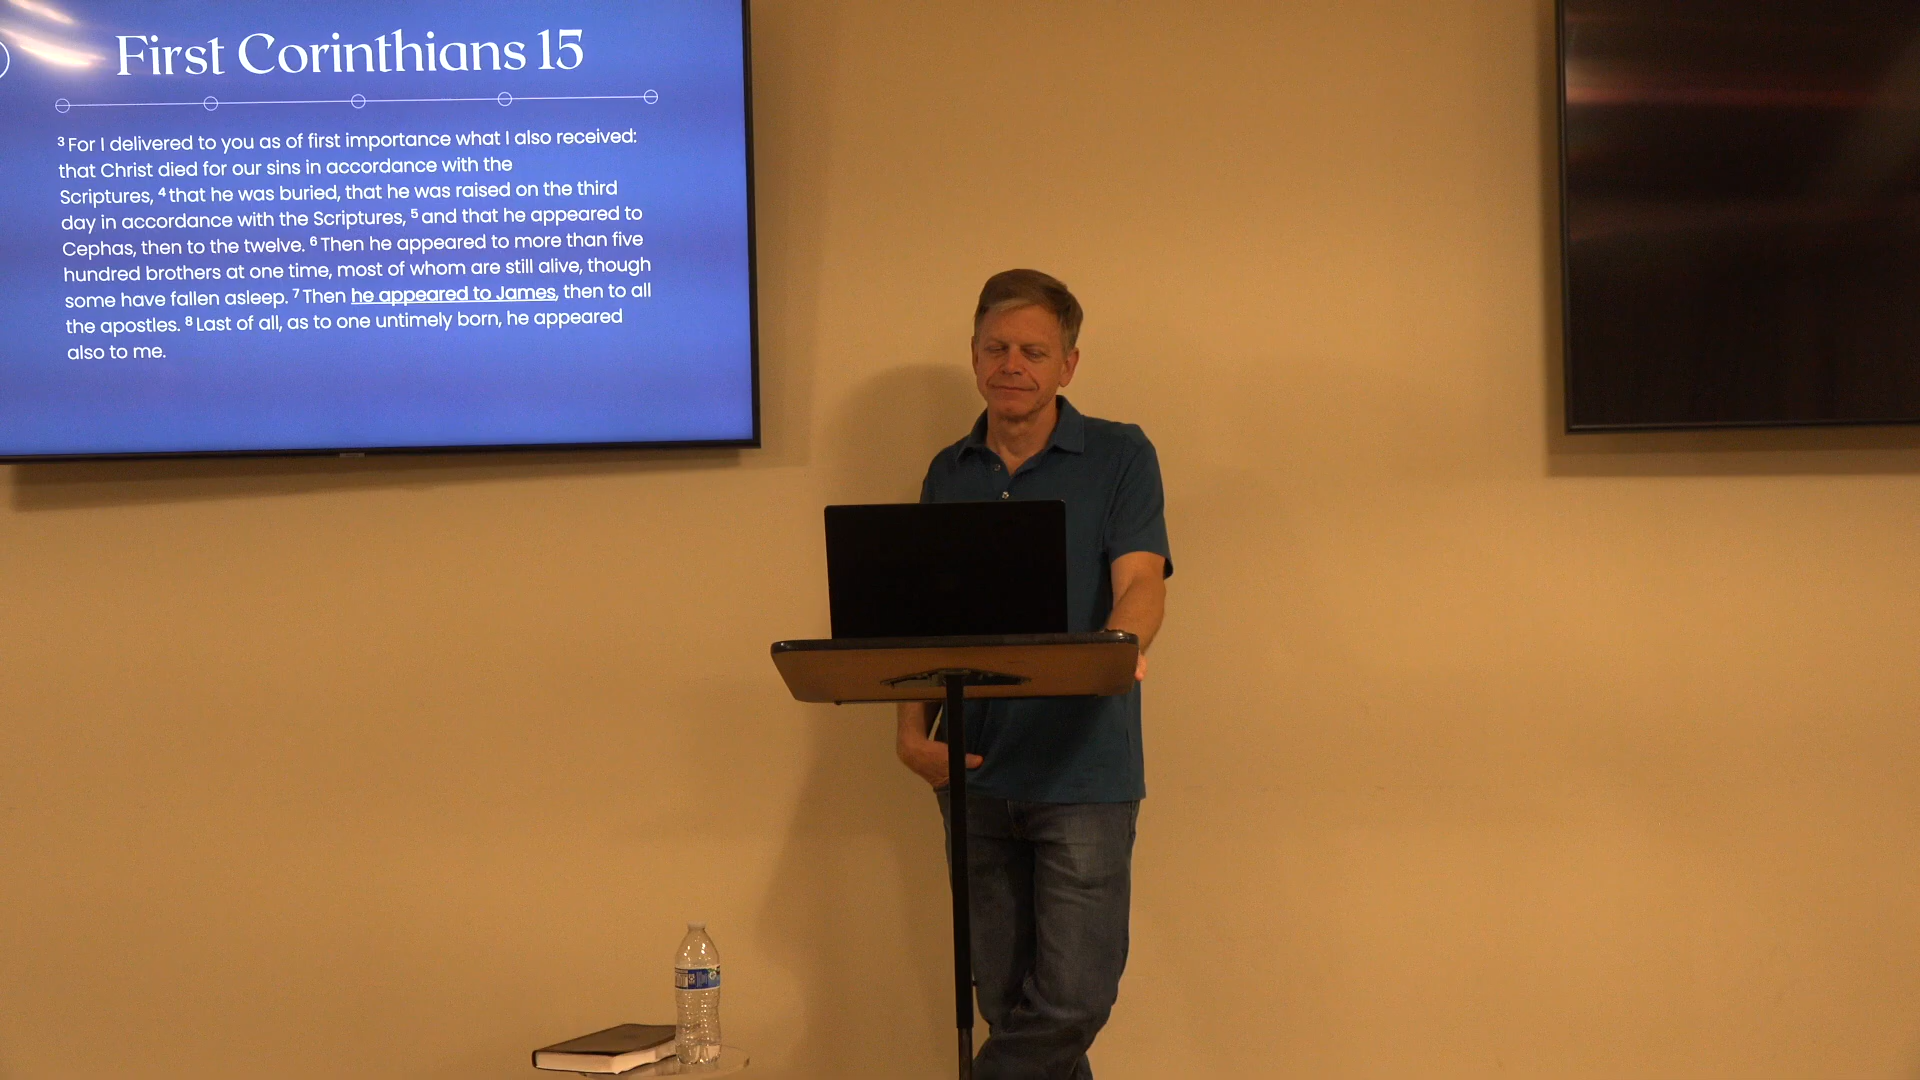 First Corinthians 15
³ For I delivered to you as of first importance what I also received:
that Christ died for our sins in accordance with the
Scriptures, ⁴ that he was buried, that he was raised on the third
day in accordance with the Scriptures, ⁵ and that he appeared to
Cephas, then to the twelve. ⁶ Then he appeared to more than five
hundred brothers at one time, most of whom are still alive, though
some have fallen asleep. ⁷ Then he appeared to James, then to all
the apostles. ⁸ Last of all, as to one untimely born, he appeared
also to me.